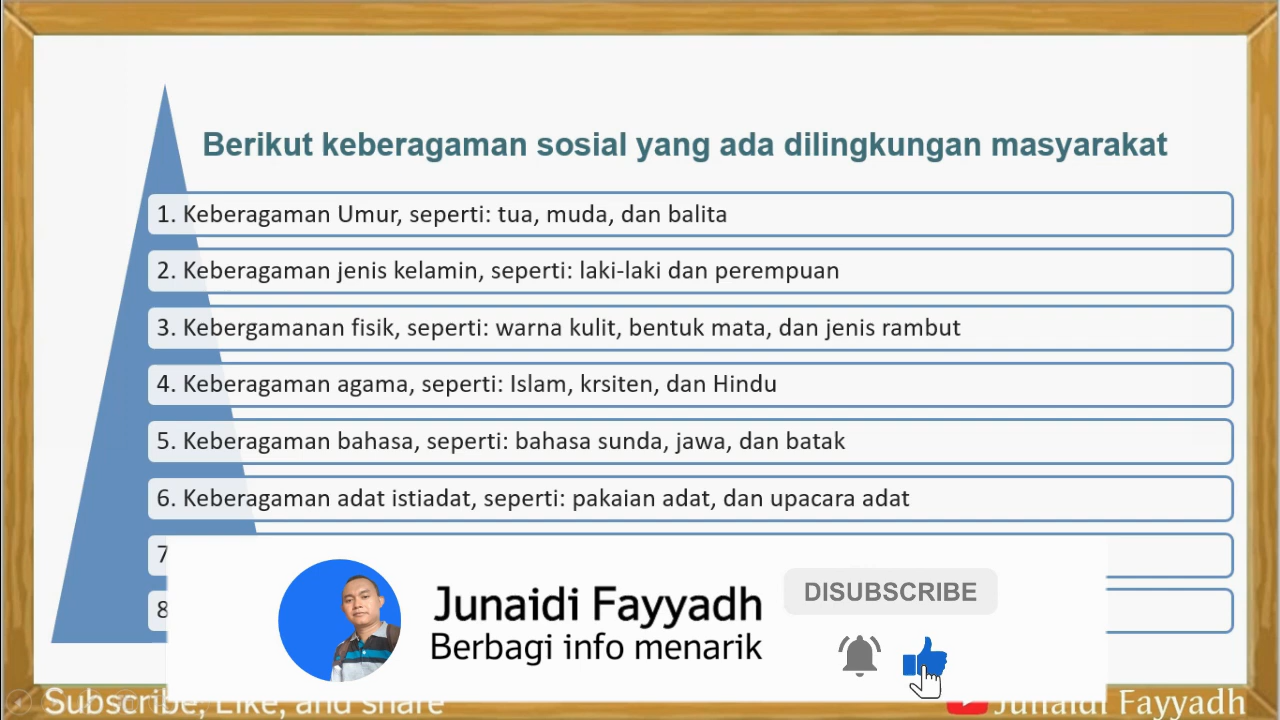 Berikut keberagaman sosial yang ada dilingkungan masyarakat
1. Keberagaman Umur, seperti: tua, muda, dan balita
2. Keberagaman jenis kelamin, seperti: laki-laki dan perempuan
3. Kebergamanan fisik, seperti: warna kulit, bentuk mata, dan jenis rambut
4. Keberagaman agama, seperti: Islam, krsiten, dan Hindu
5. Keberagaman bahasa, seperti: bahasa sunda, jawa, dan batak
6. Keberagaman adat istiadat, seperti: pakaian adat, dan upacara adat
7
8
Junaidi Fayyadh
Berbagi info menarik
DISUBSCRIBE
Subscribe, Like, and share
Junaidi Fayyadh